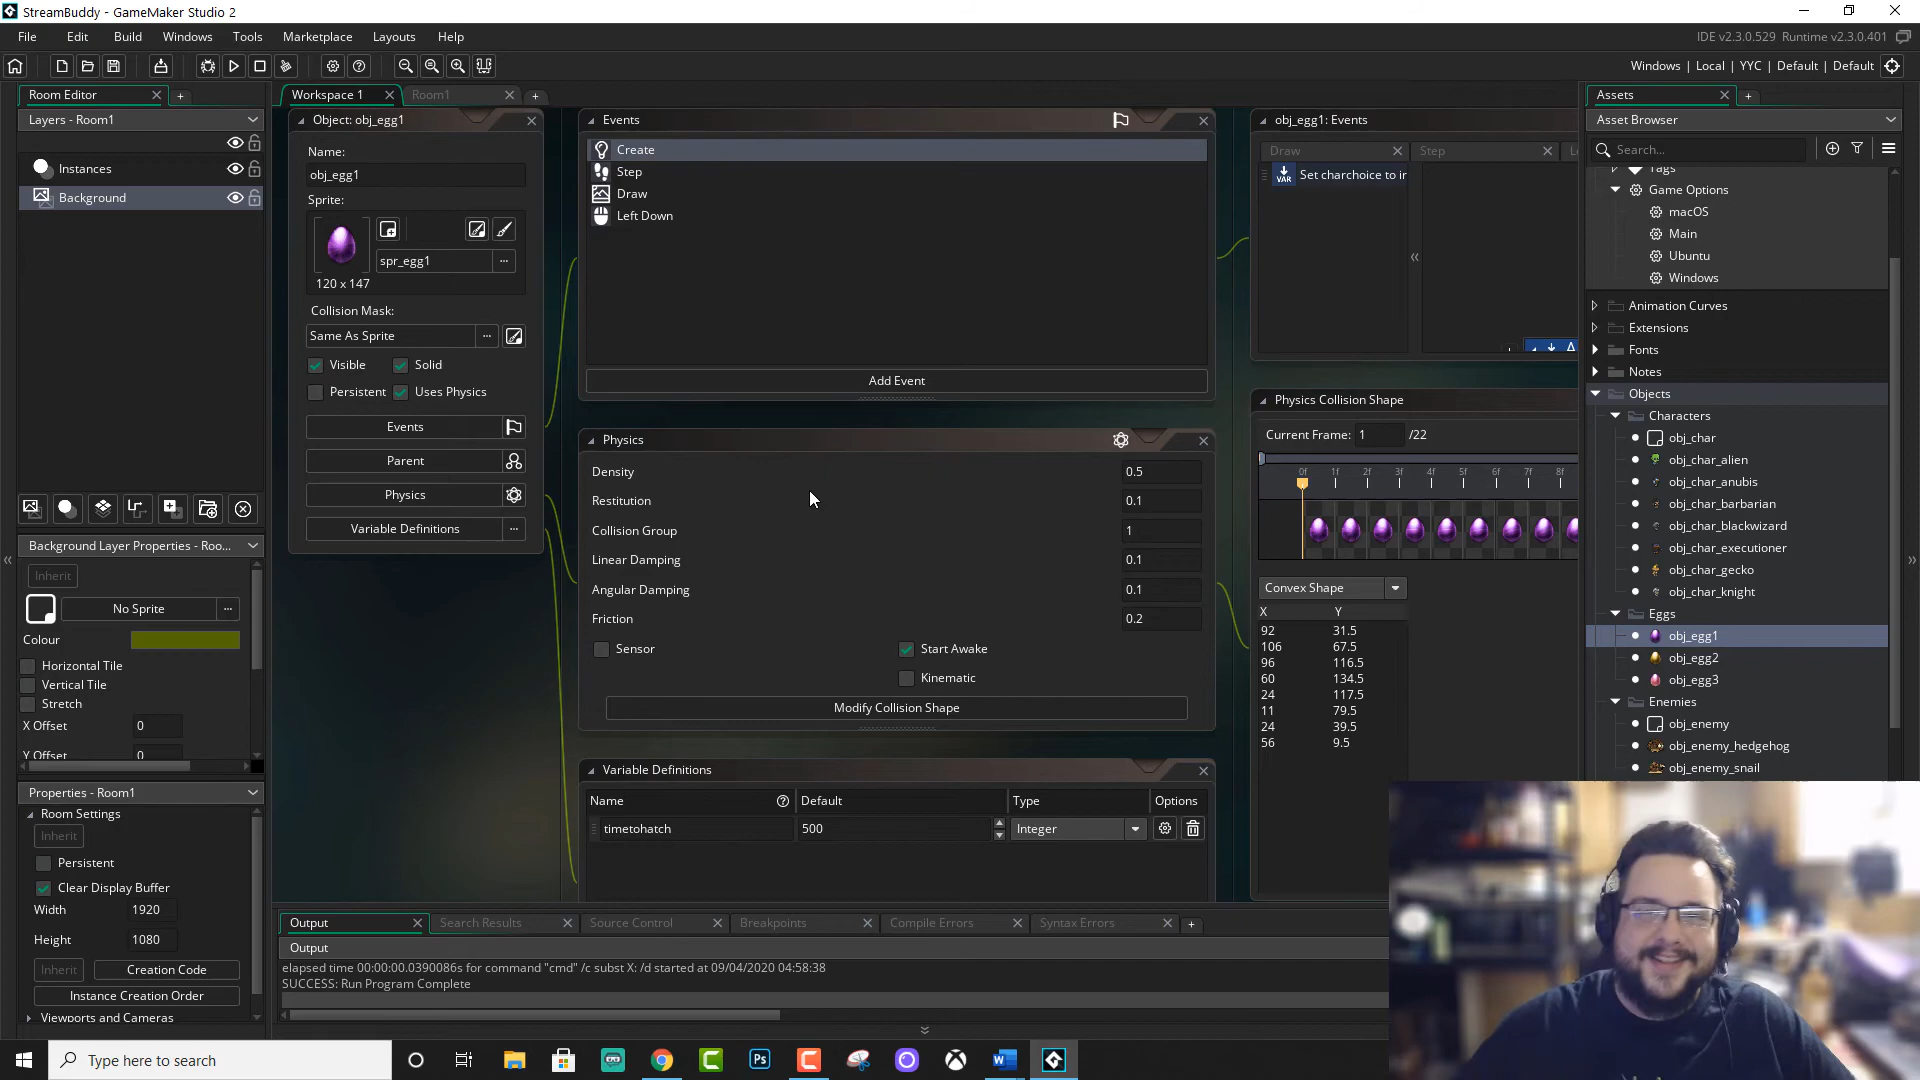 StreamBuddy - GameMaker Studio 2
File Edit Build Windows Tools Marketplace Layouts Help
IDE v2.3.0.529 Runtime v2.3.0.401
Windows | Local | YYC | Default | Default
Room Editor
Layers - Room1
Instances
Background
Background Layer Properties - Roo...
Inherit
No Sprite ...
Colour
Horizontal Tile
Vertical Tile
Stretch
X Offset 0
Y Offset 0
Properties - Room1
Room Settings
Inherit
Persistent
Clear Display Buffer
Width 1920
Height 1080
Inherit Creation Code
Instance Creation Order
Viewports and Cameras
Workspace 1 Room1
Object: obj_egg1
Name:
obj_egg1
Sprite:
spr_egg1 ...
120 x 147
Collision Mask:
Same As Sprite ...
Visible Solid
Persistent Uses Physics
Events
Parent
Physics
Variable Definitions ...
Events
Create
Step
Draw
Left Down
Add Event
Physics
Density 0.5
Restitution 0.1
Collision Group 1
Linear Damping 0.1
Angular Damping 0.1
Friction 0.2
Sensor Start Awake
Kinematic
Modify Collision Shape
Variable Definitions
Name Default Type Options
timetohatch 500 Integer
obj_egg1: Events
Draw Step
VAR Set charchoice to ir
Physics Collision Shape
Current Frame: 1 /22
0f 1f 2f 3f 4f 5f 6f 7f 8f
Convex Shape
X Y
92 31.5
106 67.5
96 116.5
60 134.5
24 117.5
11 79.5
24 39.5
56 9.5
Output Search Results Source Control Breakpoints Compile Errors Syntax Errors
Output
elapsed time 00:00:00.0390086s for command "cmd" /c subst X: /d started at 09/04/2020 04:58:38
SUCCESS: Run Program Complete
Assets
Asset Browser
Search...
Tags
Game Options
macOS
Main
Ubuntu
Windows
Animation Curves
Extensions
Fonts
Notes
Objects
Characters
obj_char
obj_char_alien
obj_char_anubis
obj_char_barbarian
obj_char_blackwizard
obj_char_executioner
obj_char_gecko
obj_char_knight
Eggs
obj_egg1
obj_egg2
obj_egg3
Enemies
obj_enemy
obj_enemy_hedgehog
obj_enemy_snail
Type here to search
Ps